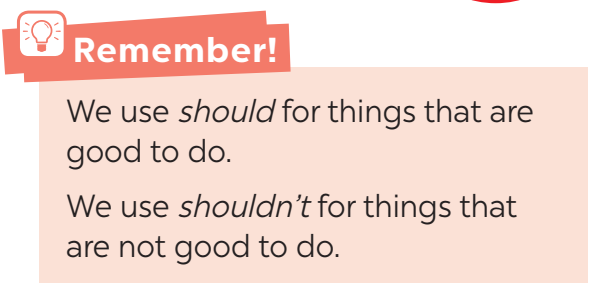 Remember!
We use should for things that are
good to do.
We use shouldn't for things that
are not good to do.